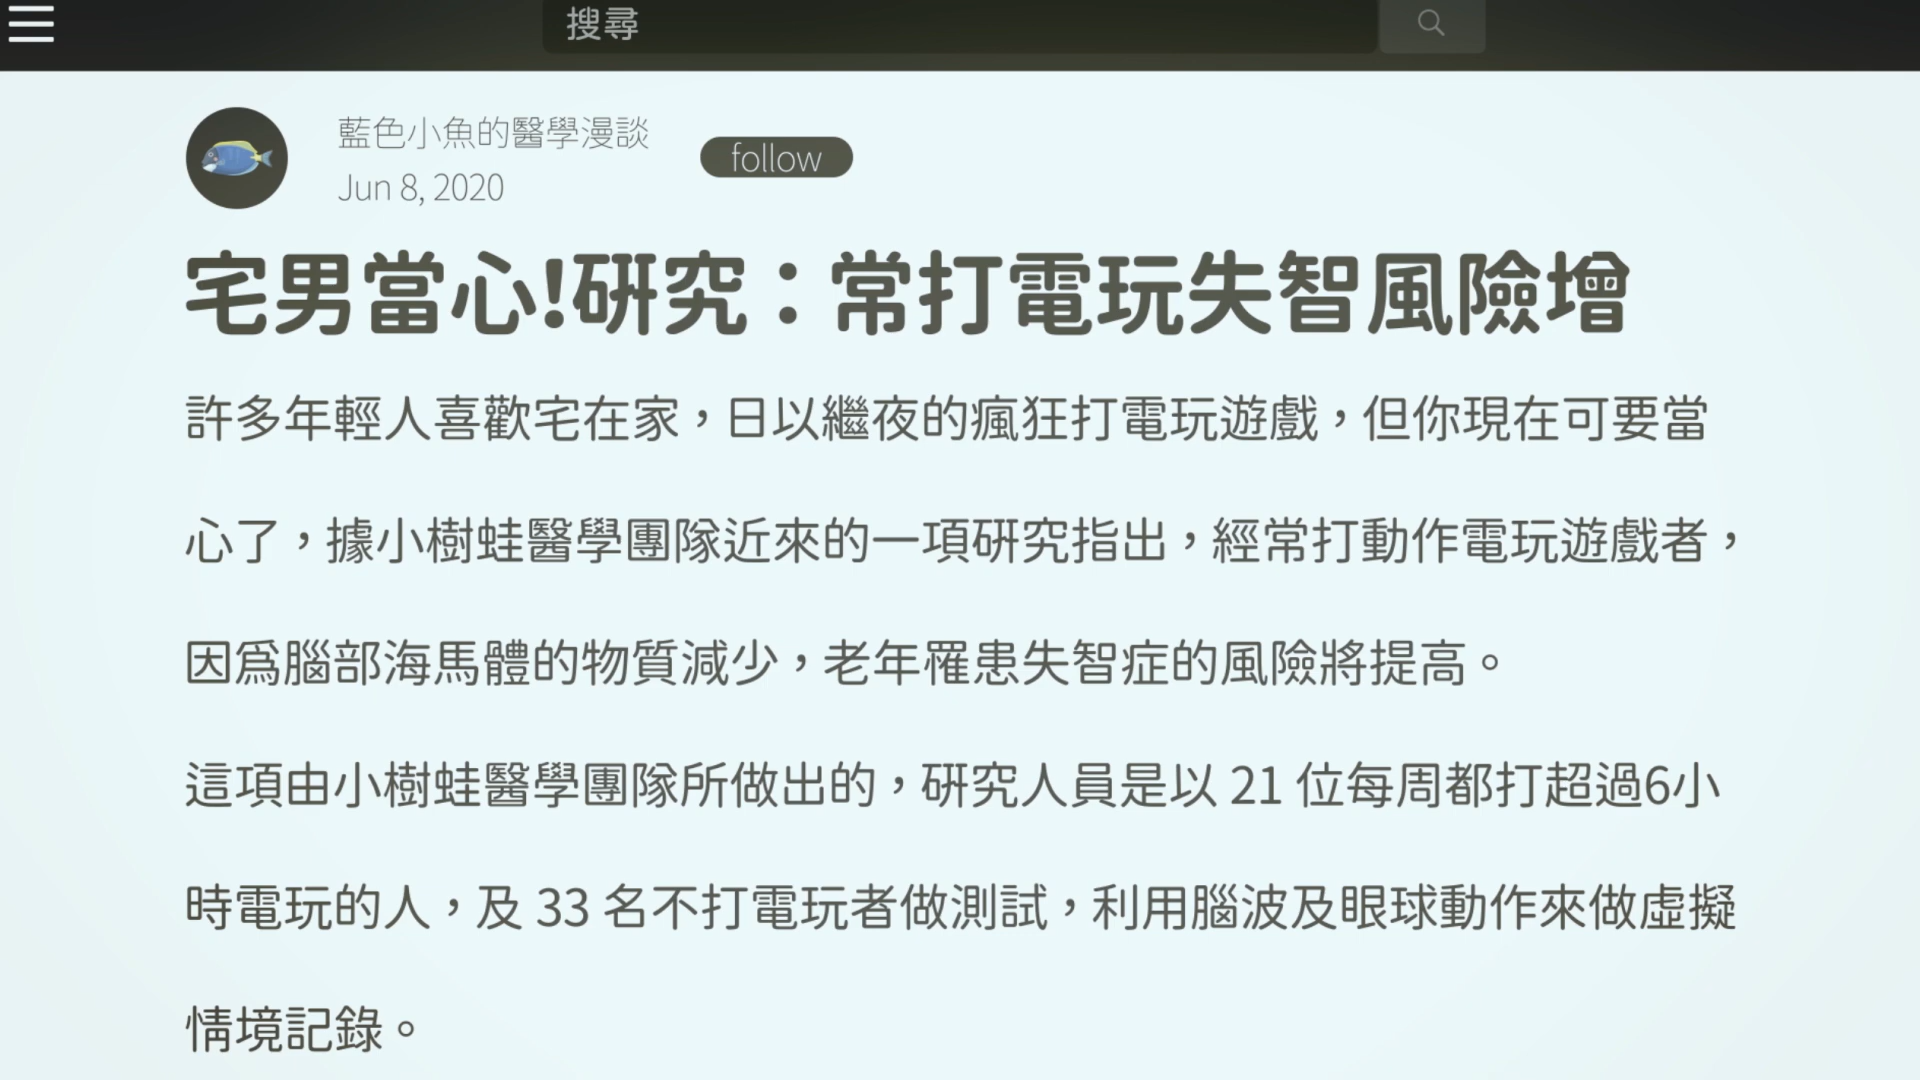 搜尋
藍色小魚的醫學漫談
follow
Jun 8, 2020
宅男當心!研究：常打電玩失智風險增
許多年輕人喜歡宅在家，日以繼夜的瘋狂打電玩遊戲，但你現在可要當
心了，據小樹蛙醫學團隊近來的一項研究指出，經常打動作電玩遊戲者，
因為腦部海馬體的物質減少，老年罹患失智症的風險將提高。
這項由小樹蛙醫學團隊所做出的，研究人員是以 21 位每周都打超過6小
時電玩的人，及 33 名不打電玩者做測試，利用腦波及眼球動作來做虛擬
情境記錄。